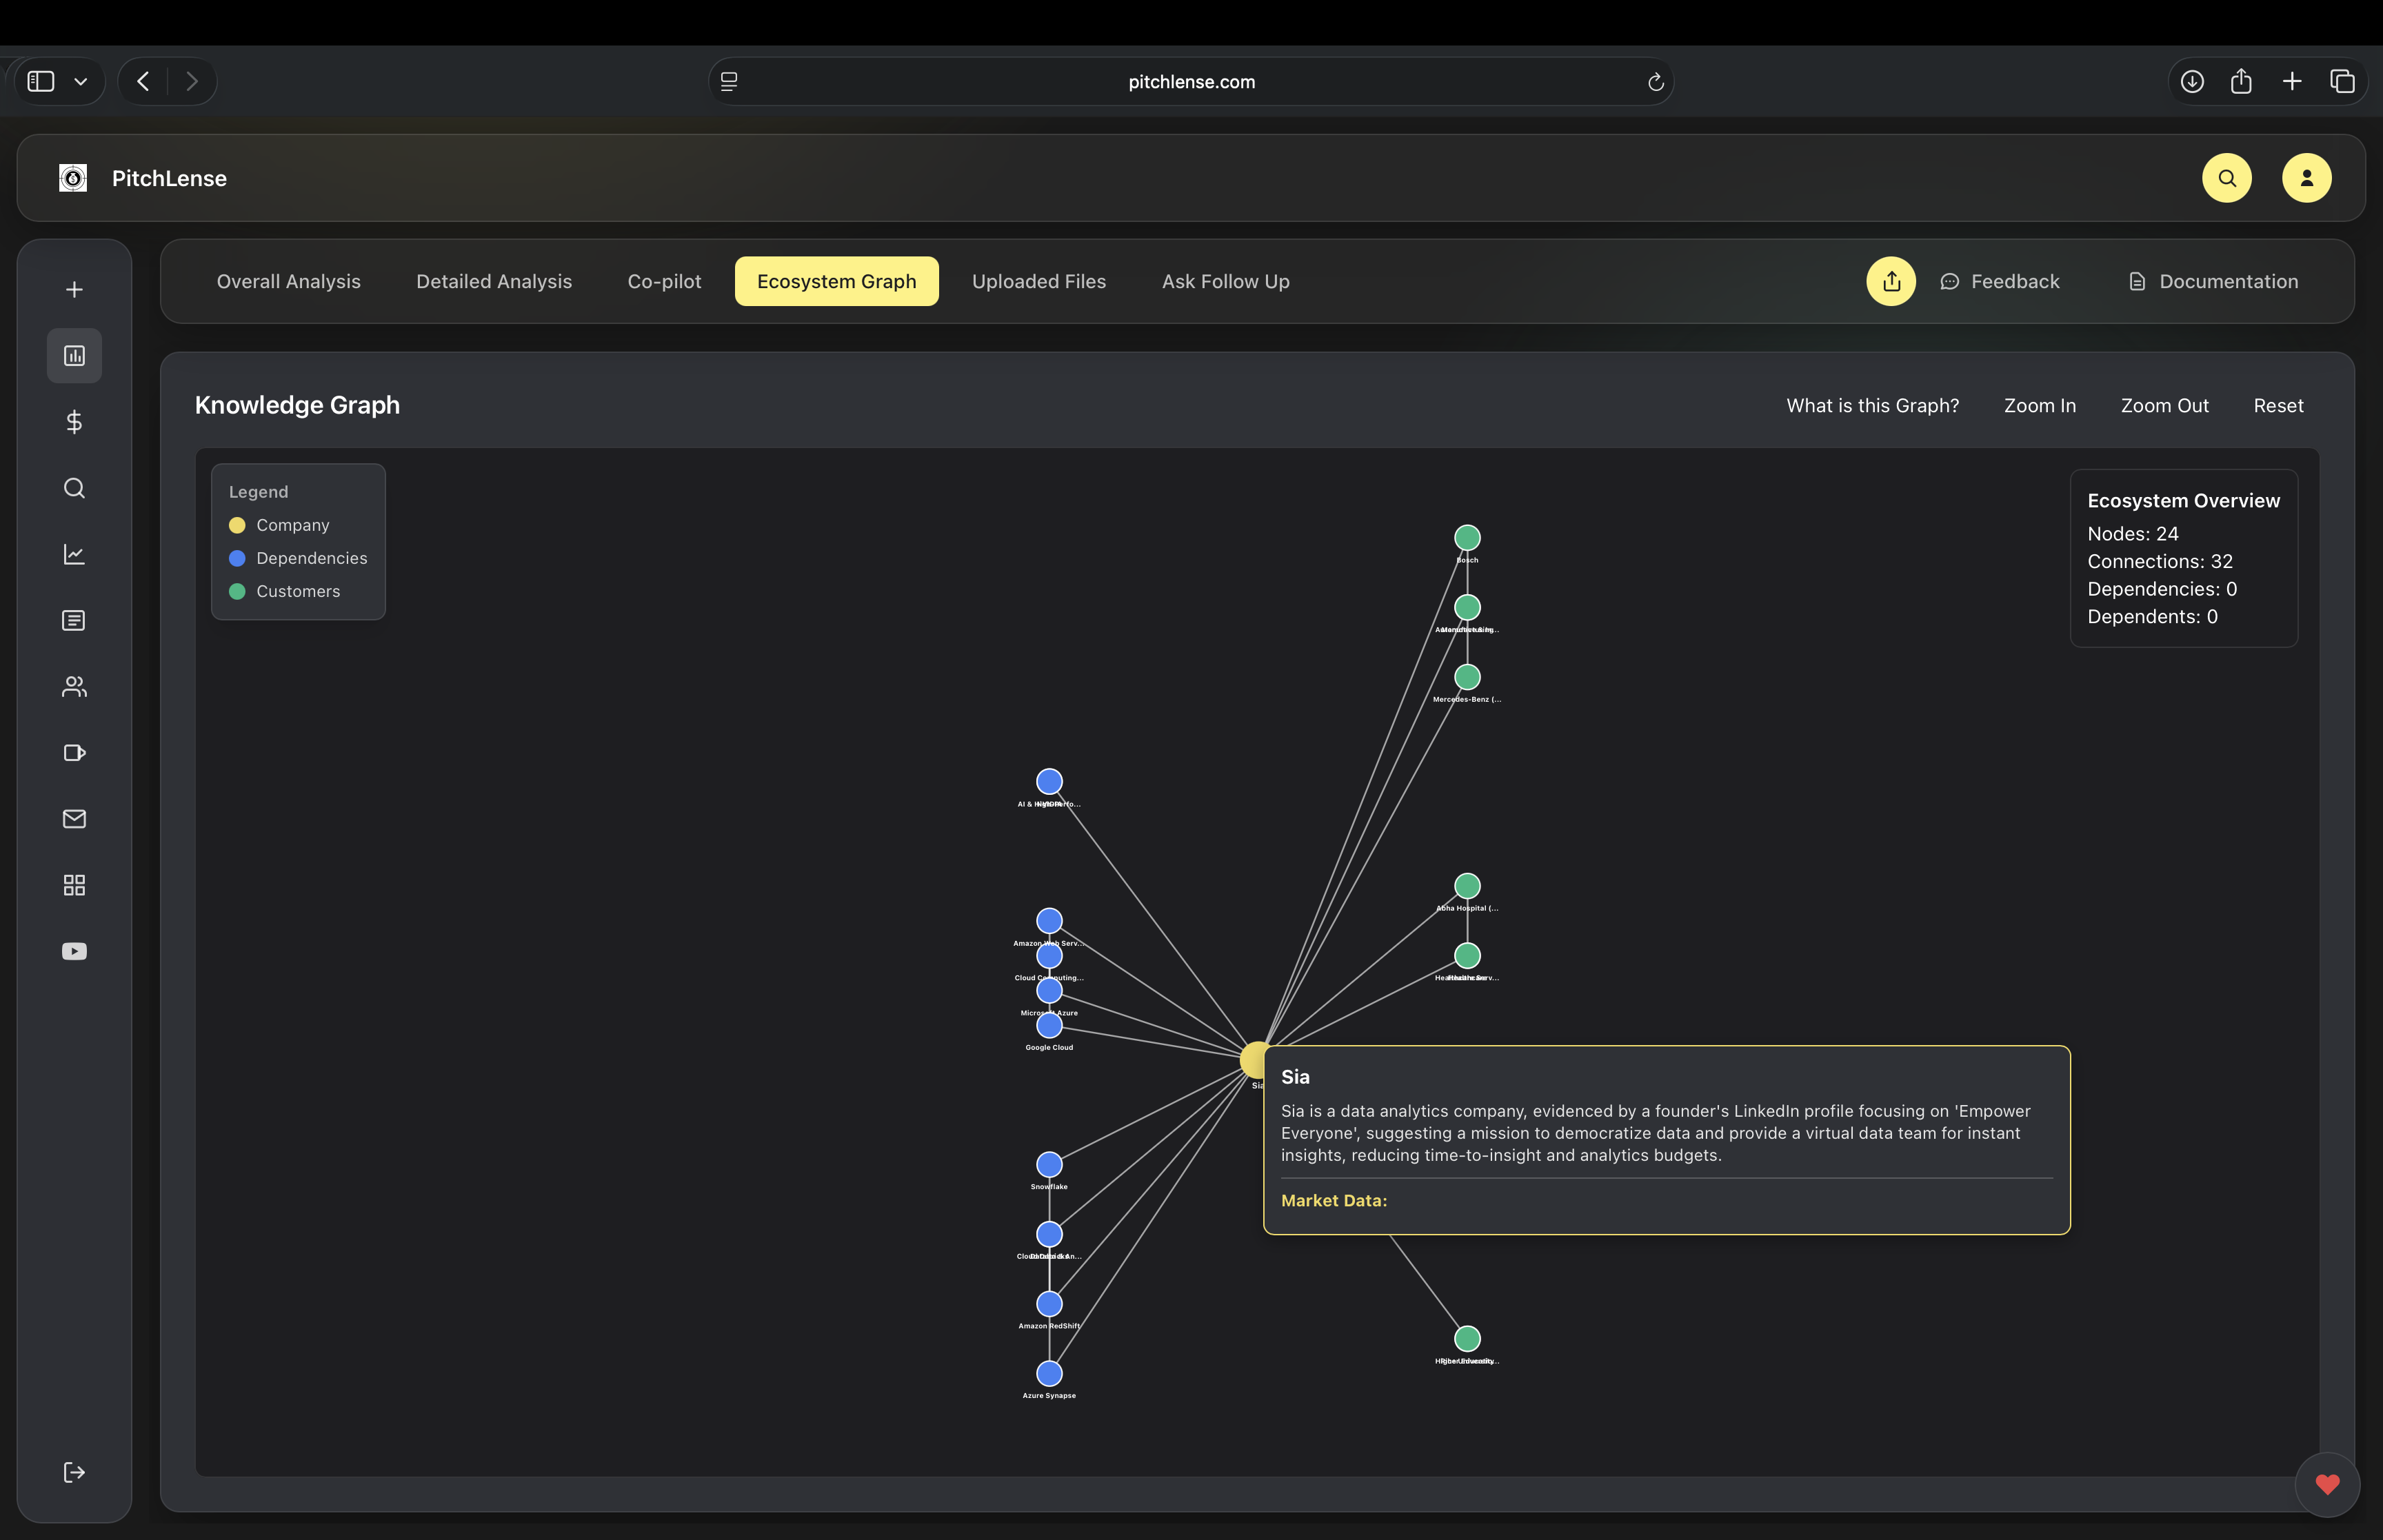 pitchlense.com
PitchLense
Overall Analysis
Detailed Analysis
Co-pilot
Ecosystem Graph
Uploaded Files
Ask Follow Up
Feedback
Documentation
Knowledge Graph
What is this Graph?
Zoom In
Zoom Out
Reset
Legend
Company
Dependencies
Customers
Ecosystem Overview
Nodes: 24
Connections: 32
Dependencies: 0
Dependents: 0
Bosch
Mercedes-Benz (...
AI &
Amazon Web Serv...
Cloud Computing...
Microsoft Azure
Google Cloud
Abha Hospital (...
Sia
Sia
Sia is a data analytics company, evidenced by a founder's LinkedIn profile focusing on 'Empower
Everyone', suggesting a mission to democratize data and provide a virtual data team for instant
insights, reducing time-to-insight and analytics budgets.
Market Data:
Snowflake
Amazon RedShift
Azure Synapse